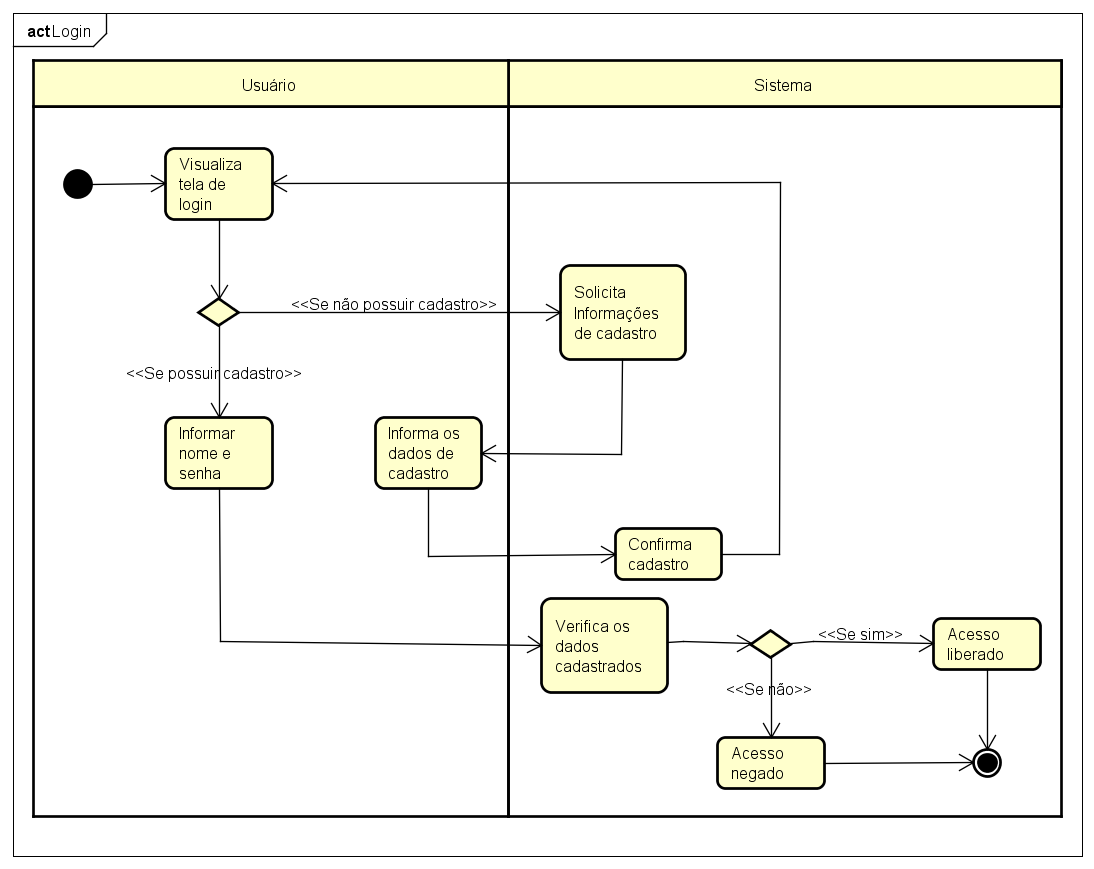 actLogin
Usuário
Sistema
Visualiza
tela de
login
Solicita
Informações
de cadastro
<<Se não possuir cadastro>>
<<Se possuir cadastro>>
Informar
nome e
senha
Informa os
dados de
cadastro
Confirma
cadastro
Verifica os
dados
cadastrados
<<Se sim>>
Acesso
liberado
<<Se não>>
Acesso
negado